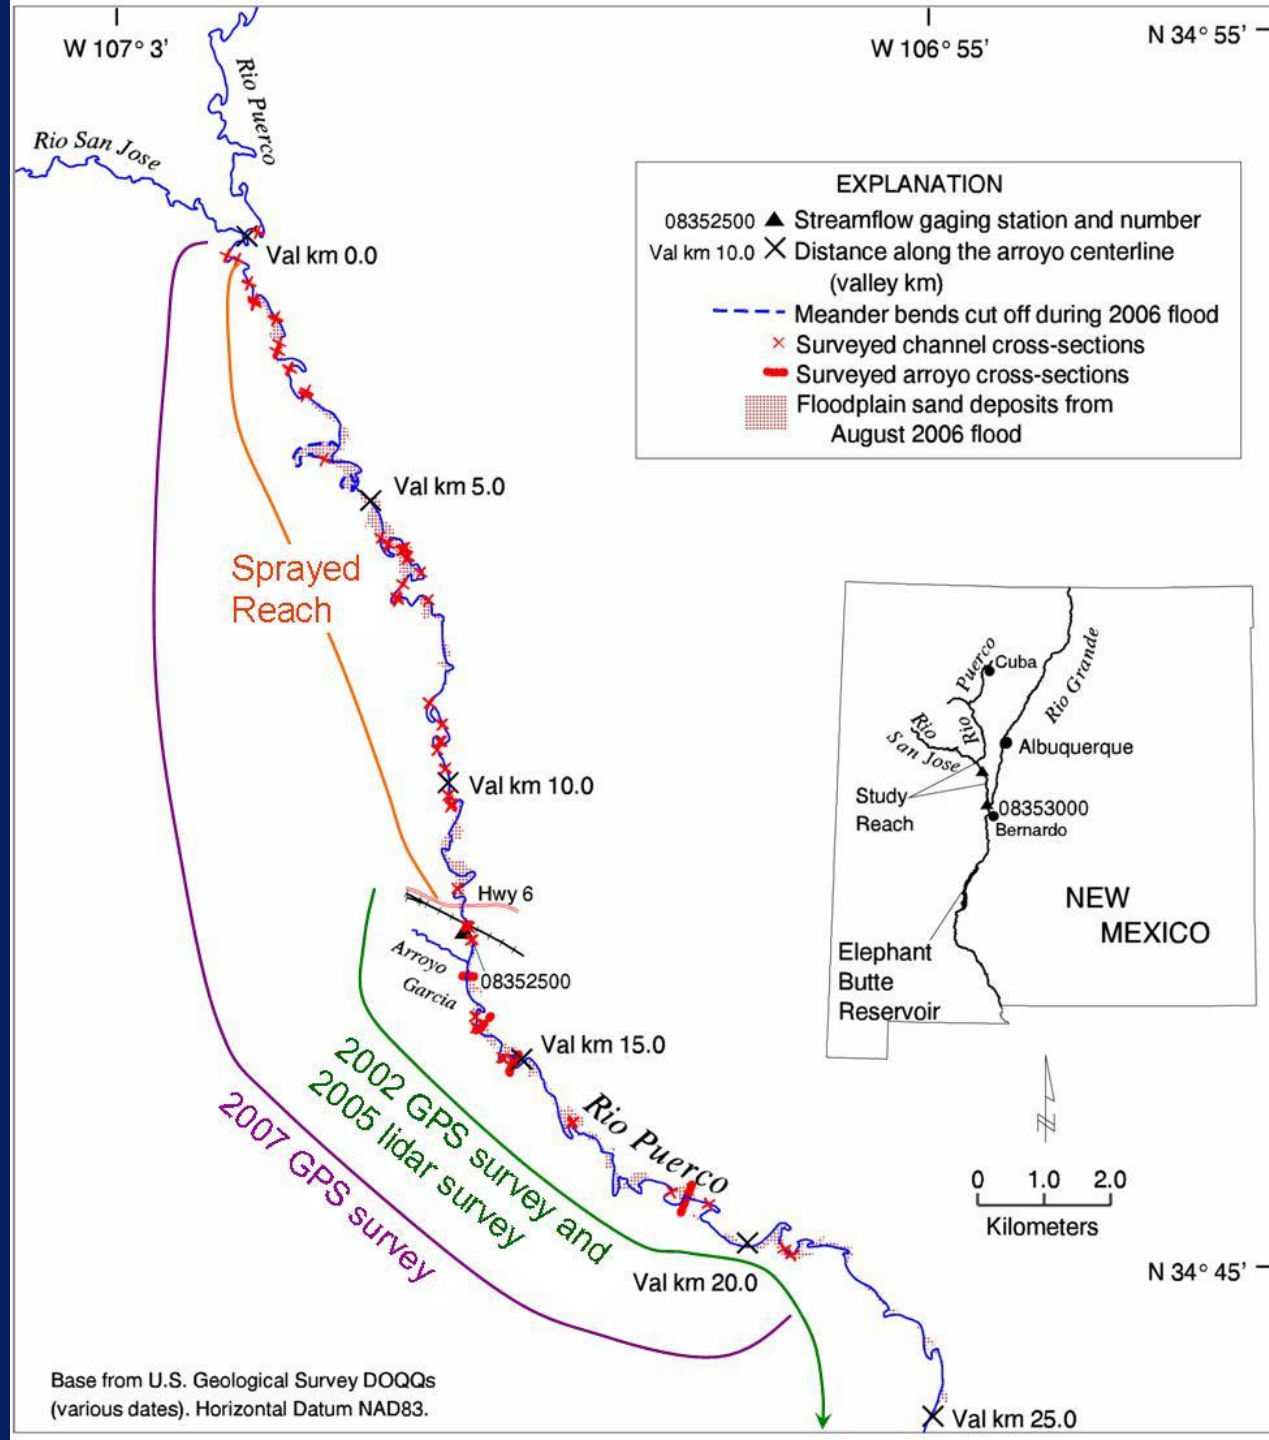 W 107° 3'
W 106° 55'
N 34° 55'
Rio Puerco
Rio San Jose
Val km 0.0
EXPLANATION
08352500 Streamflow gaging station and number
Val km 10.0 Distance along the arroyo centerline
(valley km)
Meander bends cut off during 2006 flood
Surveyed channel cross-sections
Surveyed arroyo cross-sections
Floodplain sand deposits from
August 2006 flood
Val km 5.0
Sprayed
Reach
Val km 10.0
Hwy 6
Arroyo
Garcia
08352500
Val km 15.0
Rio Puerco
2002 GPS survey and
2005 lidar survey
2007 GPS survey
Val km 20.0
Val km 25.0
Puerco
Cuba
Rio Grande
Rio
Rio
San Jose
Albuquerque
Study
Reach
08353000
Bernardo
NEW
MEXICO
Elephant
Butte
Reservoir
N
0 1.0 2.0
Kilometers
N 34° 45'
Base from U.S. Geological Survey DOQQs
(various dates). Horizontal Datum NAD83.